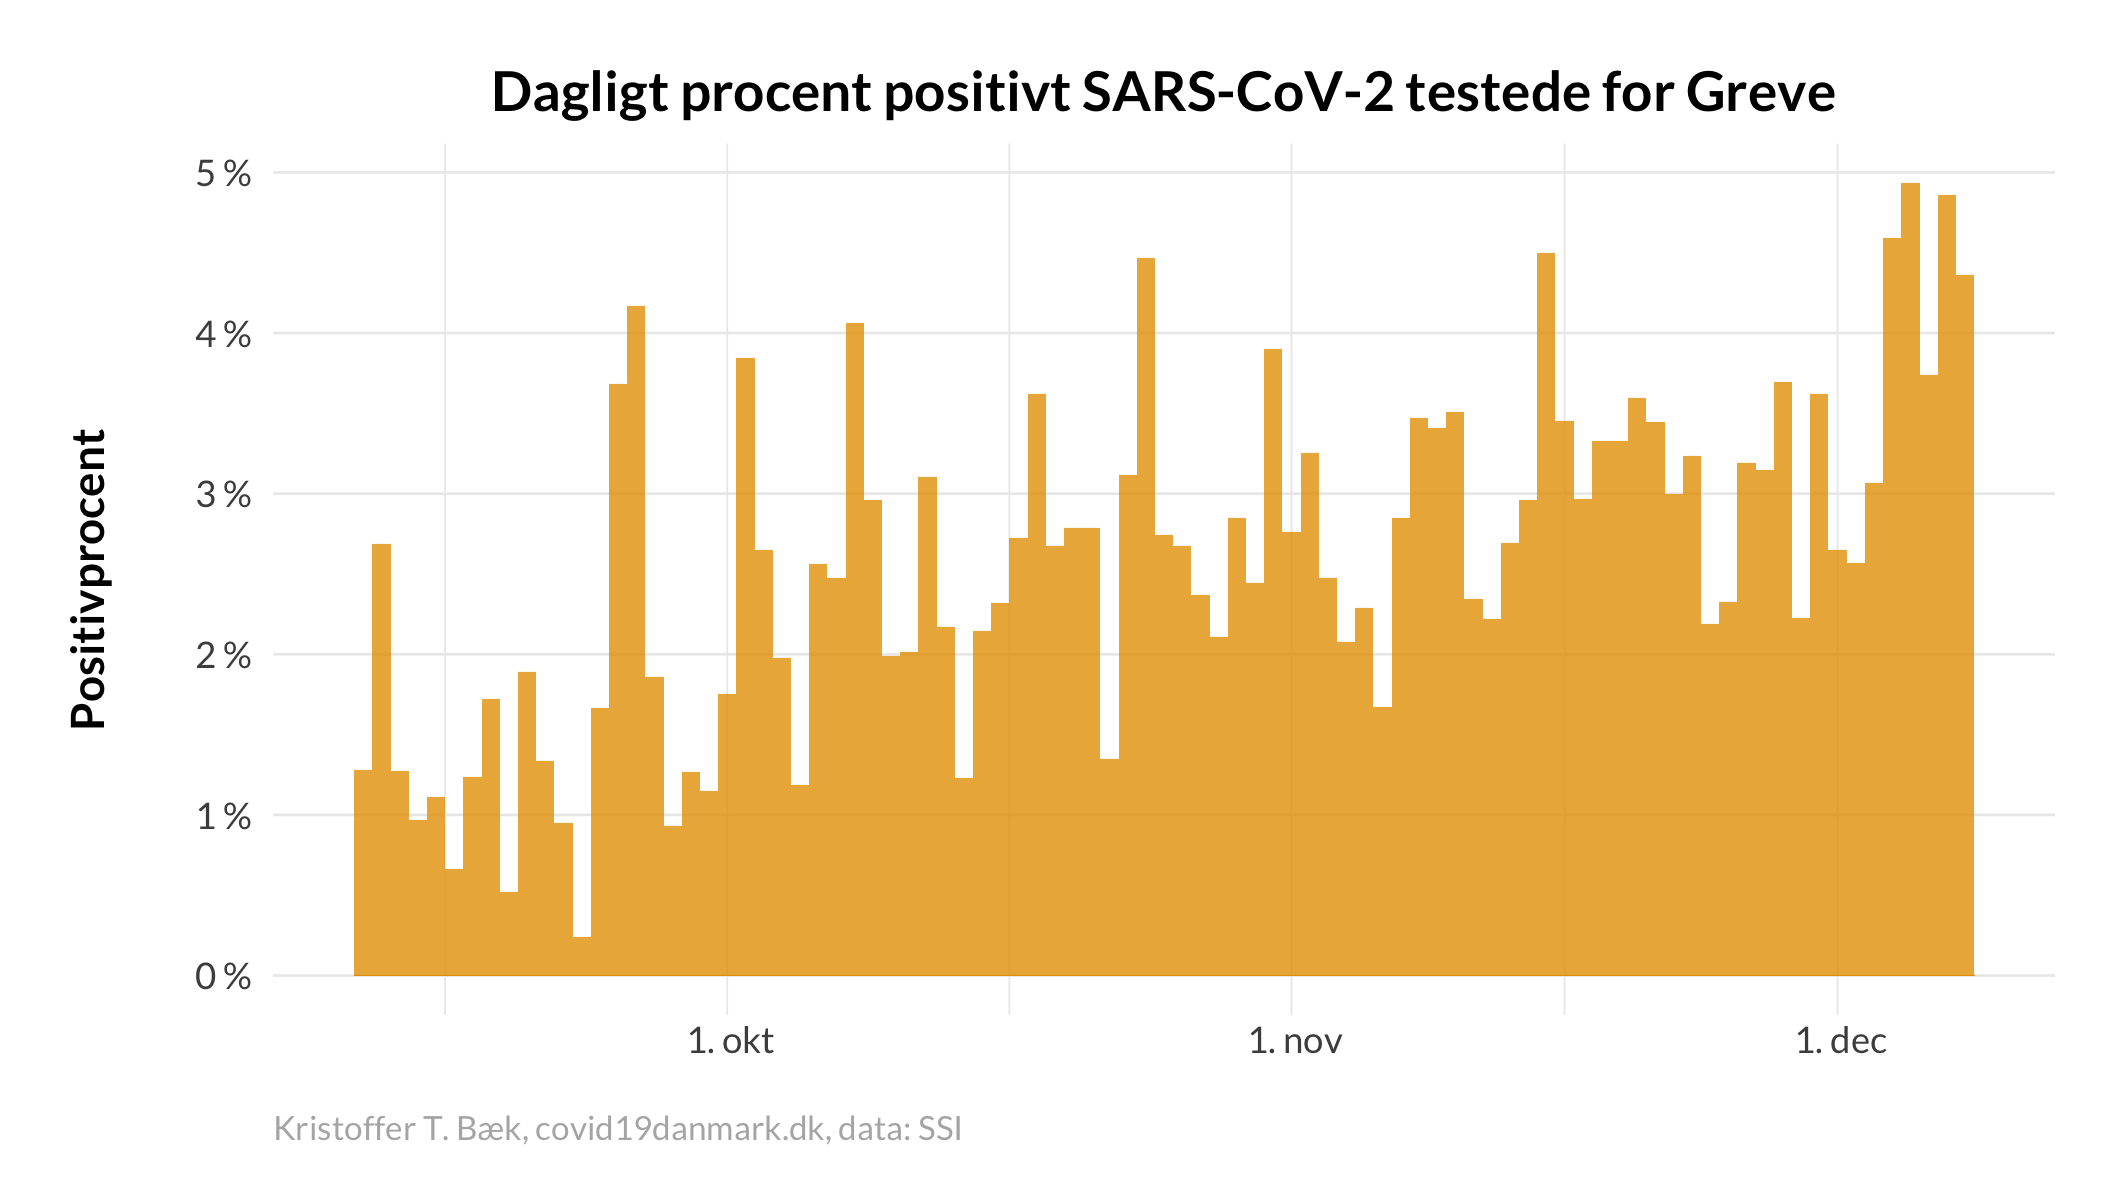 Dagligt procent positivt SARS-CoV-2 testede for Greve
Positivprocent
5 %
4 %
3 %
2 %
1 %
0 %
1. okt
1. nov
1. dec
Kristoffer T. Bæk, covid19danmark.dk, data: SSI